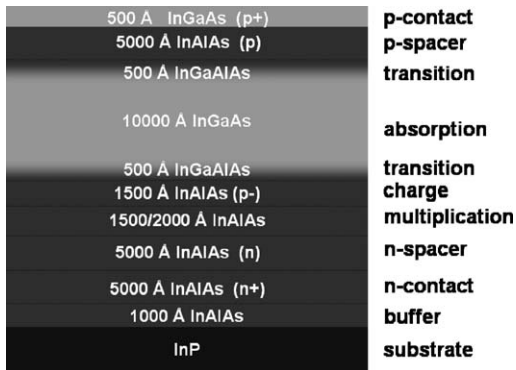 500 Å InGaAs (p+) p-contact
5000 Å InAlAs (p) p-spacer
500 Å InGaAlAs transition
10000 Å InGaAs absorption
500 Å InGaAlAs transition
1500 Å InAlAs (p-) charge
1500/2000 Å InAlAs multiplication
5000 Å InAlAs (n) n-spacer
5000 Å InAlAs (n+) n-contact
1000 Å InAlAs buffer
InP substrate